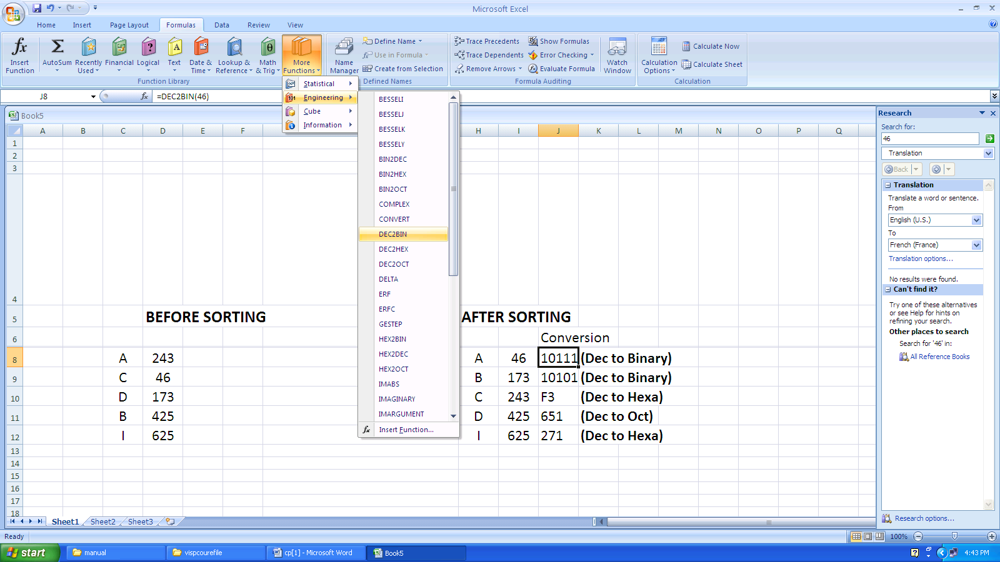 Microsoft Excel
Home Insert Page Layout Formulas Data Review View
Insert Function
AutoSum
Recently Used
Financial
Logical
Text
Date & Time
Lookup & Reference
Math & Trig
More Functions
Function Library
Name Manager
Define Name
Use in Formula
Create from Selection
Defined Names
Trace Precedents
Trace Dependents
Remove Arrows
Show Formulas
Error Checking
Evaluate Formula
Formula Auditing
Watch Window
Calculation Options
Calculate Now
Calculate Sheet
Calculation
J8 fx =DEC2BIN(46)
Statistical
Engineering
Cube
Information
BESSELI
BESSELJ
BESSELK
BESSELY
BIN2DEC
BIN2HEX
BIN2OCT
COMPLEX
CONVERT
DEC2BIN
DEC2HEX
DEC2OCT
DELTA
ERF
ERFC
GESTEP
HEX2BIN
HEX2DEC
HEX2OCT
IMABS
IMAGINARY
IMARGUMENT
fx Insert Function...
Book5
A B C D E F H I J K L M N O P Q
1
2
3
4
5 BEFORE SORTING AFTER SORTING
6 Conversion
8 A 243 A 46 10111 (Dec to Binary)
9 C 46 B 173 10101 (Dec to Binary)
10 D 173 C 243 F3 (Dec to Hexa)
11 B 425 D 425 651 (Dec to Oct)
12 I 625 I 625 271 (Dec to Hexa)
13
14
15
16
17
18
Sheet1 Sheet2 Sheet3
Research
Search for:
46
Translation
Back
Translation
Translate a word or sentence.
From
English (U.S.)
To
French (France)
Translation options...
No results were found.
Can't find it?
Try one of these alternatives
or see Help for hints on
refining your search.
Other places to search
Search for '46' in:
All Reference Books
Research options...
Ready 100%
start manual vispcourefile cp[1] - Microsoft Word Book5 4:43 PM